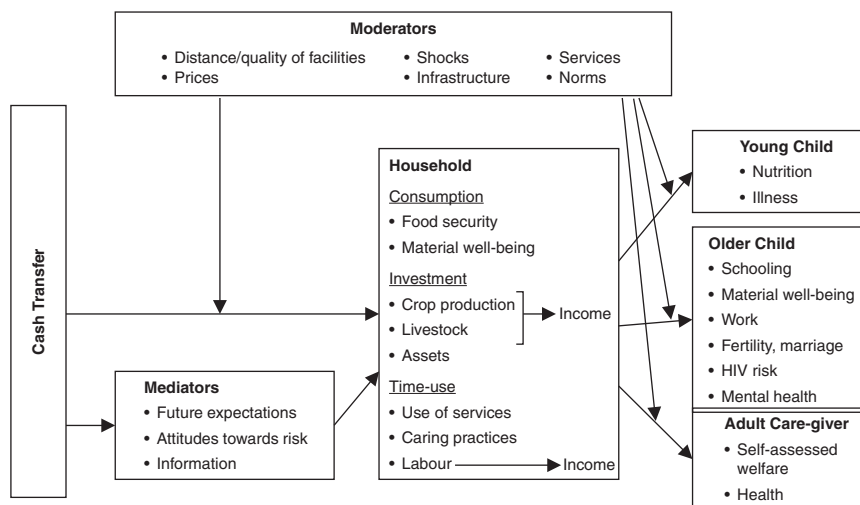 Moderators
• Distance/quality of facilities
• Prices
• Shocks
• Infrastructure
• Services
• Norms
Cash Transfer
Mediators
• Future expectations
• Attitudes towards risk
• Information
Household
Consumption
• Food security
• Material well-being
Investment
• Crop production
• Livestock
• Assets
Income
Time-use
• Use of services
• Caring practices
• Labour
Income
Young Child
• Nutrition
• Illness
Older Child
• Schooling
• Material well-being
• Work
• Fertility, marriage
• HIV risk
• Mental health
Adult Care-giver
• Self-assessed
welfare
• Health